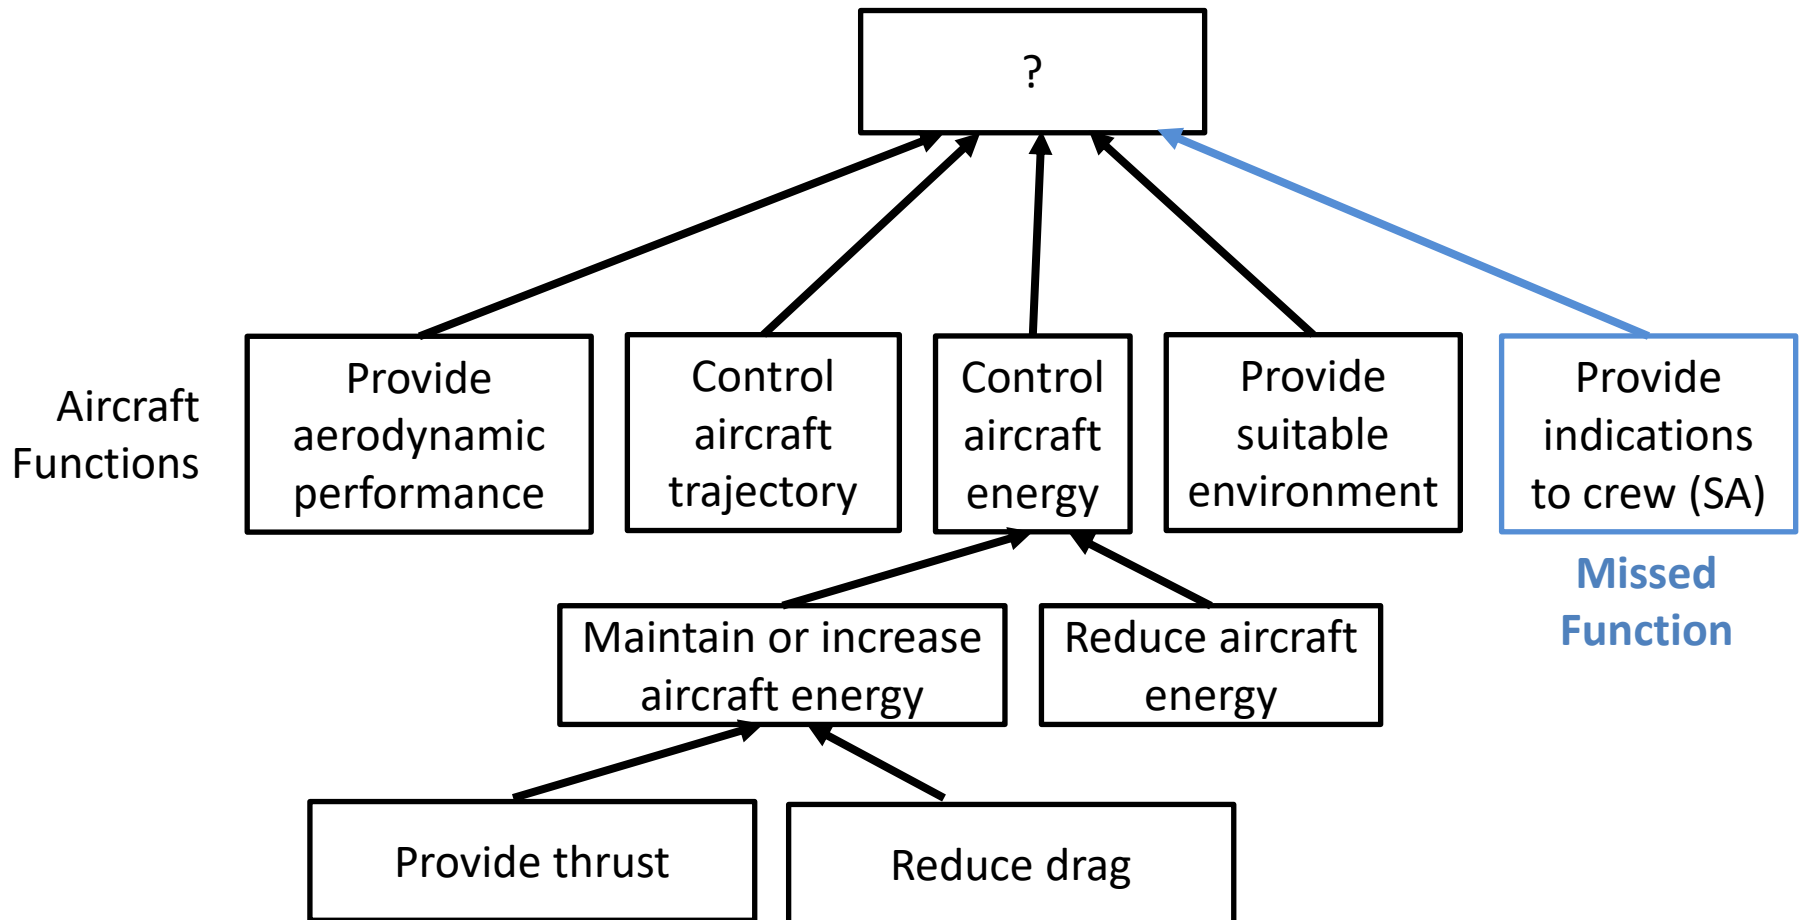 ?
Aircraft
Functions
Provide
aerodynamic
performance
Control
aircraft
trajectory
Control
aircraft
energy
Provide
suitable
environment
Provide
indications
to crew (SA)
Missed
Function
Maintain or increase
aircraft energy
Reduce aircraft
energy
Provide thrust
Reduce drag